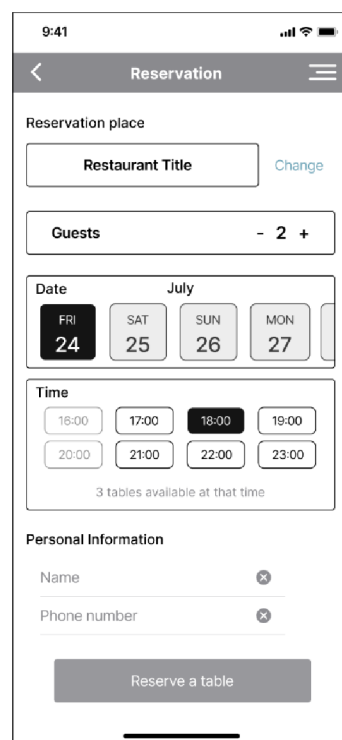 9:41
Reservation
Reservation place
Restaurant Title Change
Guests - 2 +
Date July
FRI SAT SUN MON
24 25 26 27
Time
16:00 17:00 18:00 19:00
20:00 21:00 22:00 23:00
3 tables available at that time
Personal Information
Name
Phone number
Reserve a table